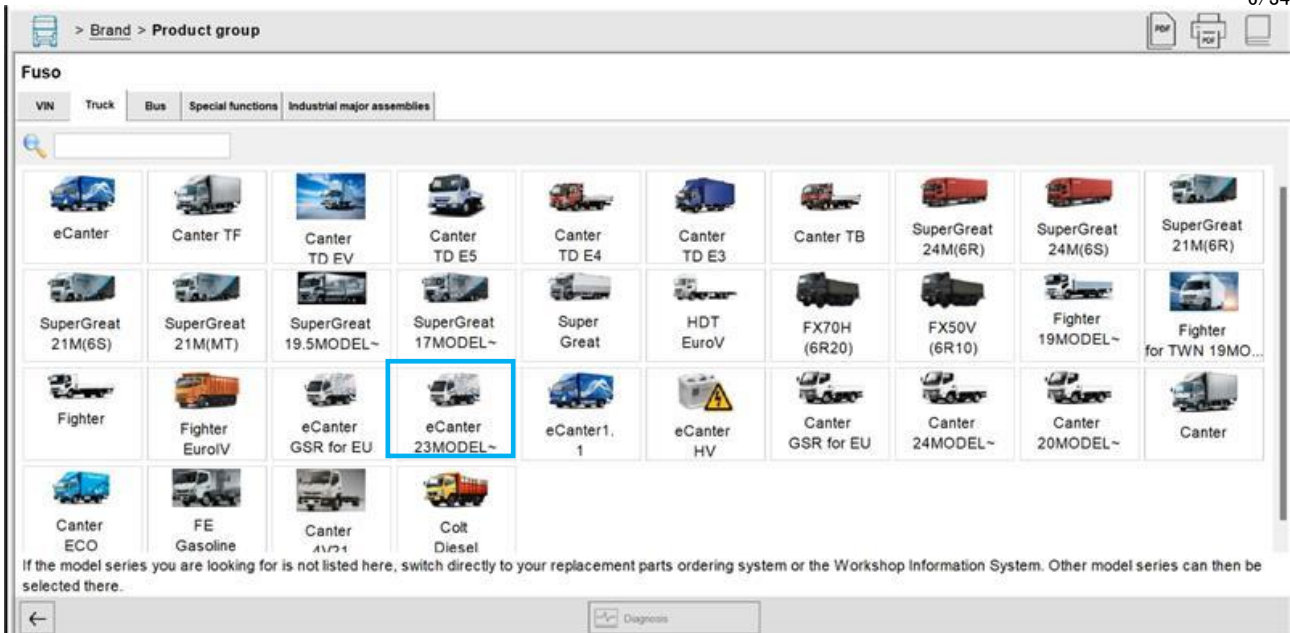 > Brand > Product group
PDF
PDF
Fuso
VIN
Truck
Bus
Special functions
Industrial major assemblies
eCanter
Canter TF
Canter
TD EV
Canter
TD E5
Canter
TD E4
Canter
TD E3
Canter TB
SuperGreat
24M(6R)
SuperGreat
24M(6S)
SuperGreat
21M(6R)
SuperGreat
21M(6S)
SuperGreat
21M(MT)
SuperGreat
19.5MODEL~
SuperGreat
17MODEL~
Super
Great
HDT
EuroV
FX70H
(6R20)
FX50V
(6R10)
Fighter
19MODEL~
Fighter
for TWN 19MO...
Fighter
Fighter
EuroIV
eCanter
GSR for EU
eCanter
23MODEL~
eCanter1.
1
eCanter
HV
Canter
GSR for EU
Canter
24MODEL~
Canter
20MODEL~
Canter
Canter
ECO
FE
Gasoline
Canter
4V21
Colt
Diesel
If the model series you are looking for is not listed here, switch directly to your replacement parts ordering system or the Workshop Information System. Other model series can then be
selected there.
Diagnosis